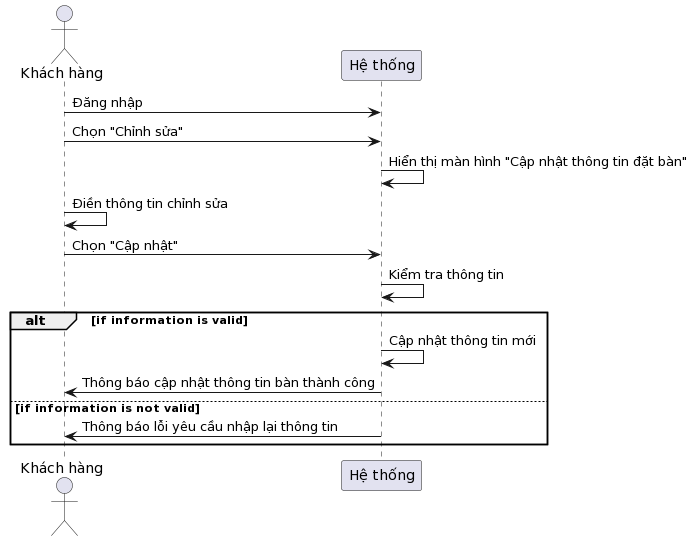 Khách hàng
Hệ thống
Đăng nhập
Chọn "Chỉnh sửa"
Hiển thị màn hình "Cập nhật thông tin đặt bàn"
Điền thông tin chỉnh sửa
Chọn "Cập nhật"
Kiểm tra thông tin
alt [if information is valid]
Cập nhật thông tin mới
Thông báo cập nhật thông tin bàn thành công
[if information is not valid]
Thông báo lỗi yêu cầu nhập lại thông tin
Khách hàng
Hệ thống